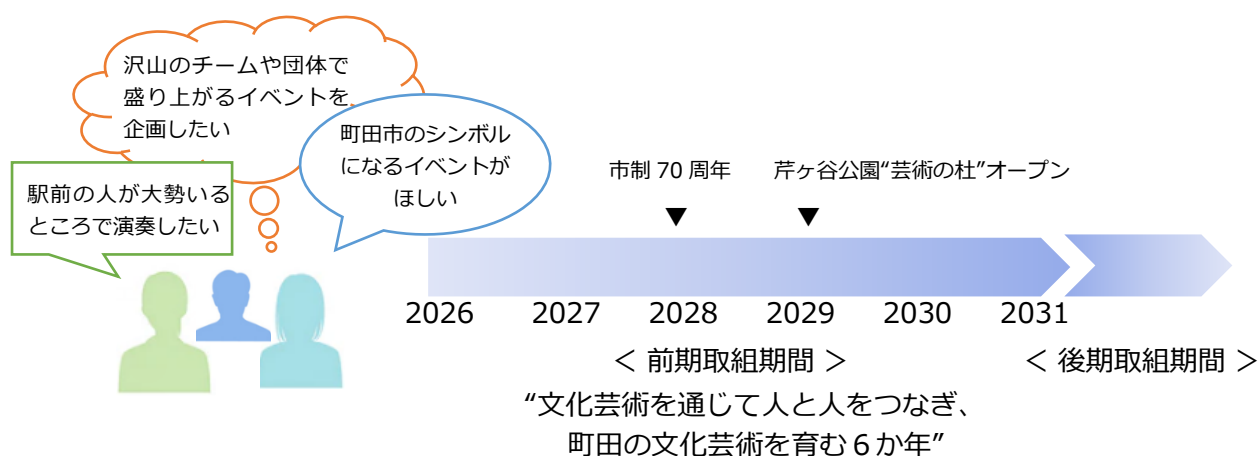 沢山のチームや団体で
盛り上がるイベントを
企画したい
町田市のシンボル
になるイベントが
ほしい
駅前の人が大勢いる
ところで演奏したい
市制 70 周年
芹ヶ谷公園“芸術の杜”オープン
▼ ▼
2026 2027 2028 2029 2030 2031
＜ 前期取組期間 ＞ ＜ 後期取組期間 ＞
“文化芸術を通じて人と人をつなぎ、
町田の文化芸術を育む６か年”